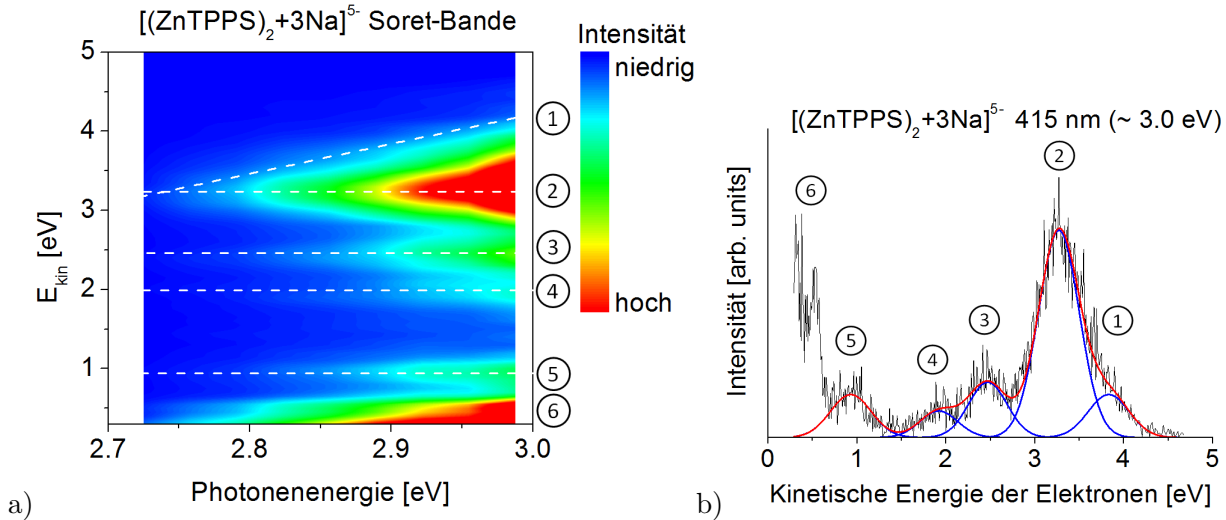 [(ZnTPPS)₂+3Na]⁵⁻ Soret-Bande
Intensität
niedrig
hoch
5
4
3
2
1
E_kin [eV]
①
②
③
④
⑤
⑥
2.7 2.8 2.9 3.0
Photonenenergie [eV]
a)
[(ZnTPPS)₂+3Na]⁵⁻ 415 nm (~ 3.0 eV)
Intensität [arb. units]
②
⑥
①
③
⑤
④
0 1 2 3 4 5
Kinetische Energie der Elektronen [eV]
b)